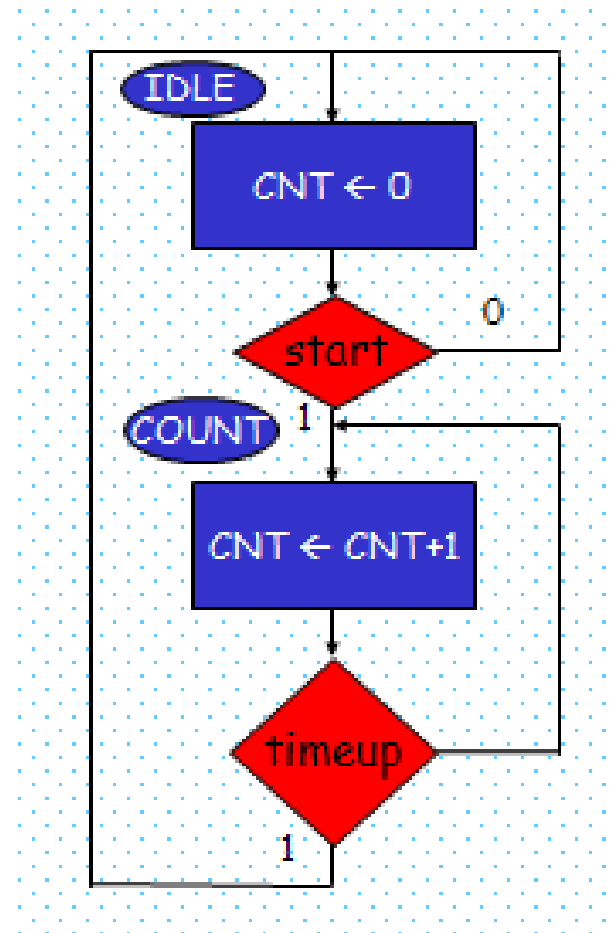 IDLE
CNT ← 0
0
start
1
COUNT
CNT ← CNT+1
timeup
1